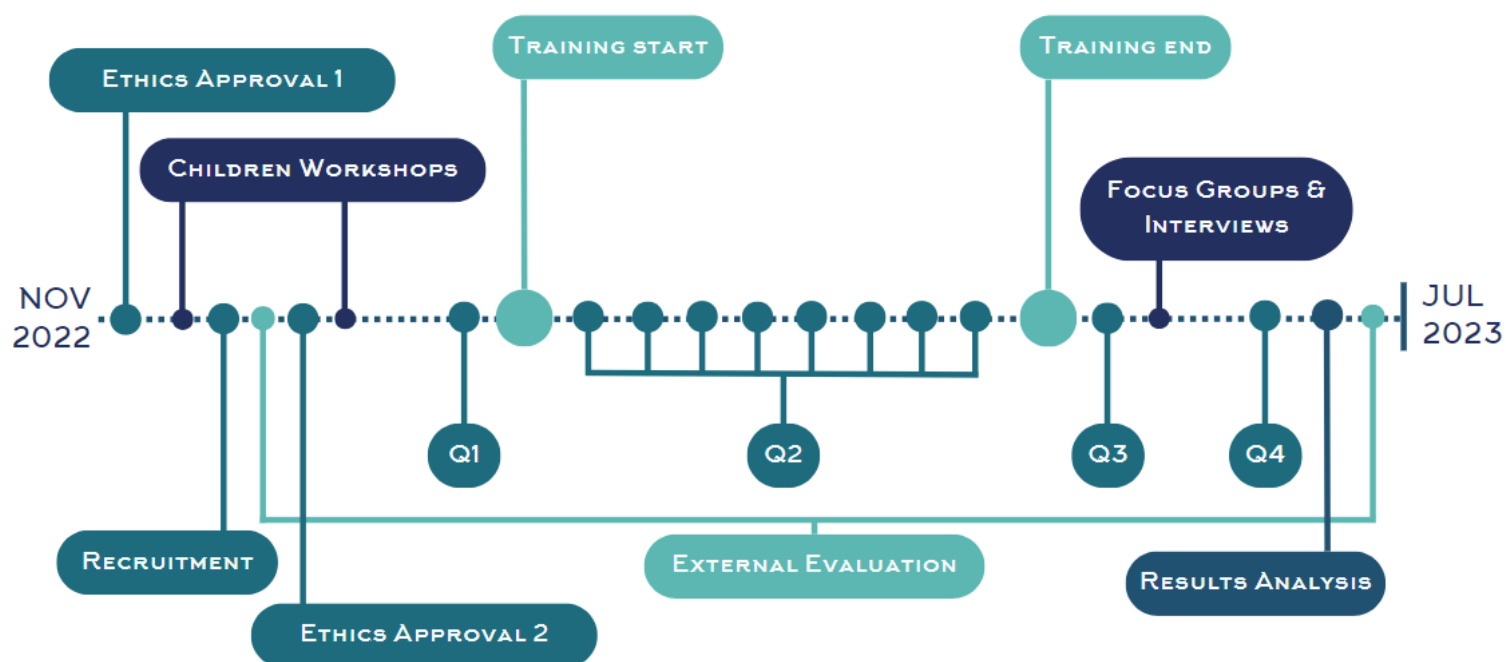 Training start
Training end
Ethics Approval 1
Children Workshops
Focus Groups &
Interviews
NOV
2022
JUL
2023
Q1
Q2
Q3
Q4
Recruitment
External Evaluation
Results Analysis
Ethics Approval 2